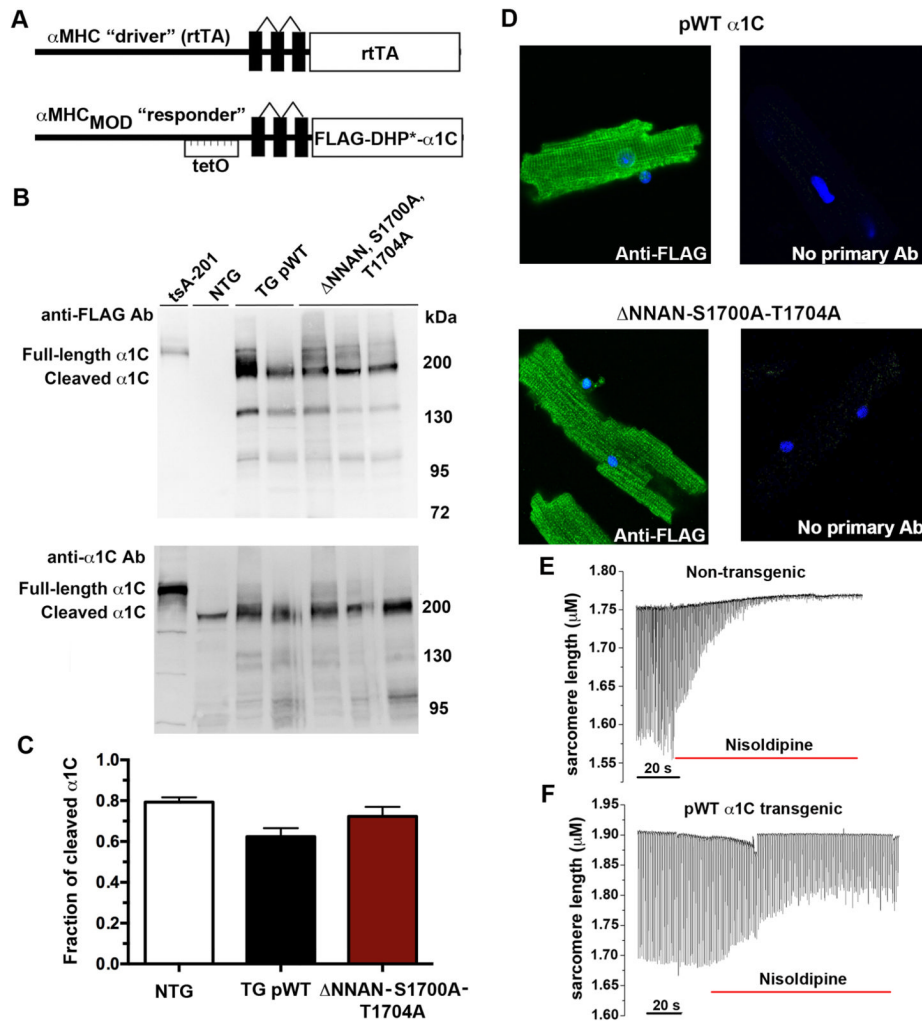 A
αMHC “driver” (rtTA)
rtTA
αMHCMOD “responder”
FLAG-DHP*-α1C
tetO
B
tsA-201
NTG
TG pWT
ΔNNAN, S1700A,
T1704A
anti-FLAG Ab
kDa
Full-length α1C
Cleaved α1C
200
130
95
72
anti-α1C Ab
Full-length α1C
Cleaved α1C
200
130
95
C
Fraction of cleaved α1C
1.0
0.8
0.6
0.4
0.2
0.0
NTG
TG pWT
ΔNNAN-S1700A-
T1704A
D
pWT α1C
Anti-FLAG
No primary Ab
ΔNNAN-S1700A-T1704A
Anti-FLAG
No primary Ab
E
Non-transgenic
sarcomere length (μM)
1.80
1.75
1.70
1.65
1.60
1.55
Nisoldipine
20 s
F
pWT α1C transgenic
sarcomere length (μM)
1.95
1.90
1.85
1.80
1.75
1.70
1.65
1.60
Nisoldipine
20 s